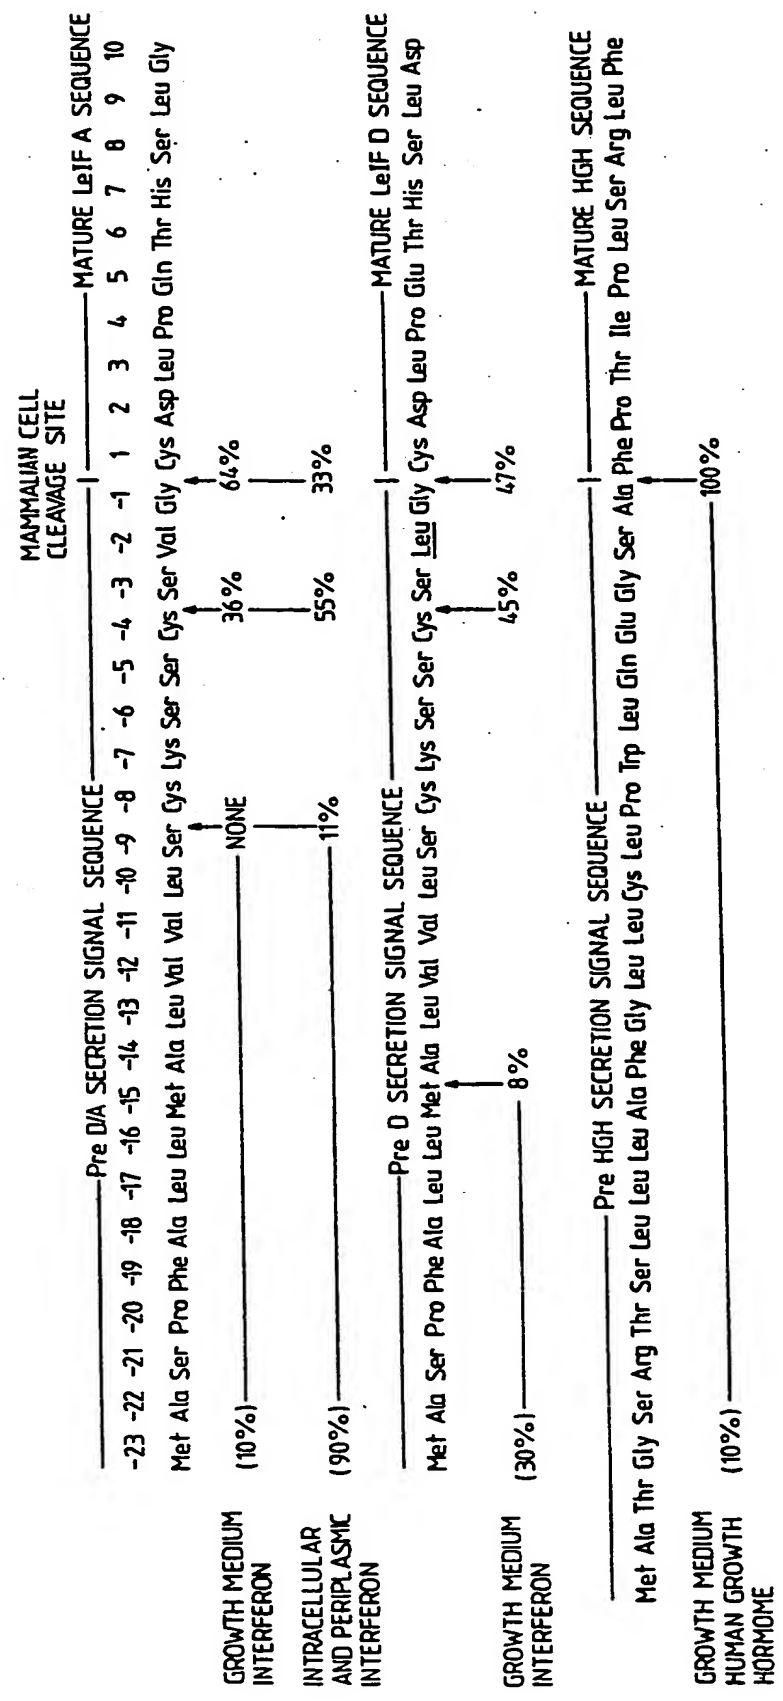 MAMMALIAN CELL
CLEAVAGE SITE
Pre D/A SECRETION SIGNAL SEQUENCE
MATURE LeIF A SEQUENCE
-23 -22 -21 -20 -19 -18 -17 -16 -15 -14 -13 -12 -11 -10 -9 -8 -7 -6 -5 -4 -3 -2 -1 1 2 3 4 5 6 7 8 9 10
Met Ala Ser Pro Phe Ala Leu Leu Met Ala Leu Val Val Leu Ser Cys Lys Ser Ser Cys Ser Val Gly Cys Asp Leu Pro Gln Thr His Ser Leu Gly
GROWTH MEDIUM
INTERFERON
(10%) NONE 36% 64%
INTRACELLULAR
AND PERIPLASMIC
INTERFERON
(90%) 11% 55% 33%
Pre D SECRETION SIGNAL SEQUENCE
MATURE LeIF D SEQUENCE
Met Ala Ser Pro Phe Ala Leu Leu Met Ala Leu Val Val Leu Ser Cys Lys Ser Ser Cys Ser Leu Gly Cys Asp Leu Pro Glu Thr His Ser Leu Asp
GROWTH MEDIUM
INTERFERON
(30%) 8% 45% 47%
Pre HGH SECRETION SIGNAL SEQUENCE
MATURE HGH SEQUENCE
Met Ala Thr Gly Ser Arg Thr Ser Leu Leu Leu Ala Phe Gly Leu Leu Cys Leu Pro Trp Leu Gln Glu Gly Ser Ala Phe Pro Thr Ile Pro Leu Ser Arg Leu Phe
GROWTH MEDIUM
HUMAN GROWTH
HORMOME
(10%) 100%